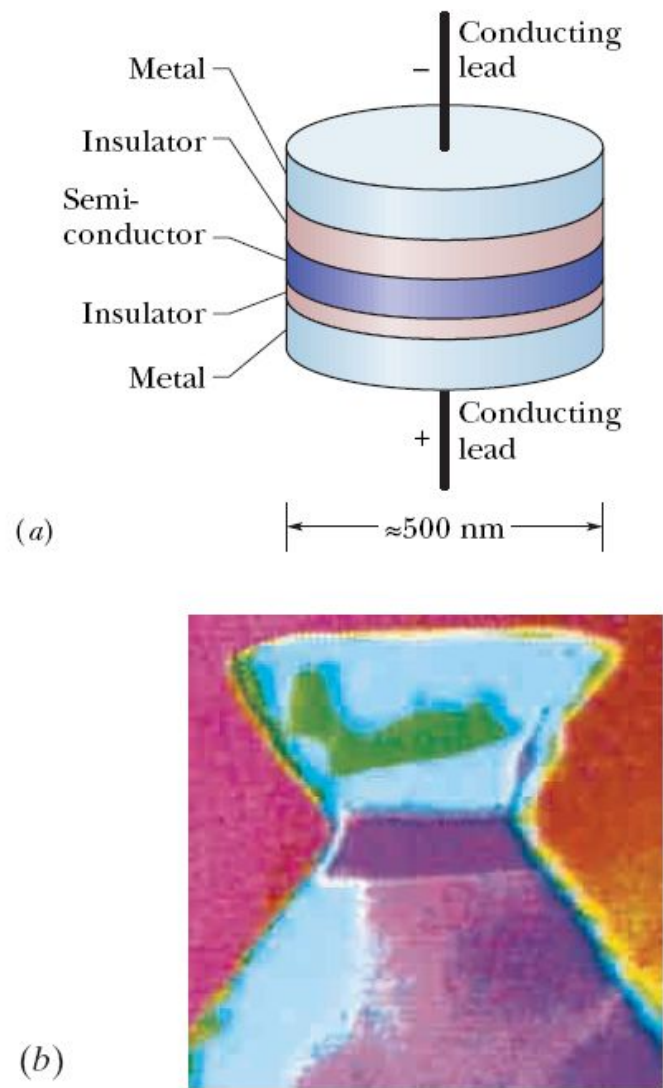 Conducting
lead
–
Metal
Insulator
Semi-
conductor
Insulator
Metal
Conducting
lead
+
(a)
≈500 nm
(b)